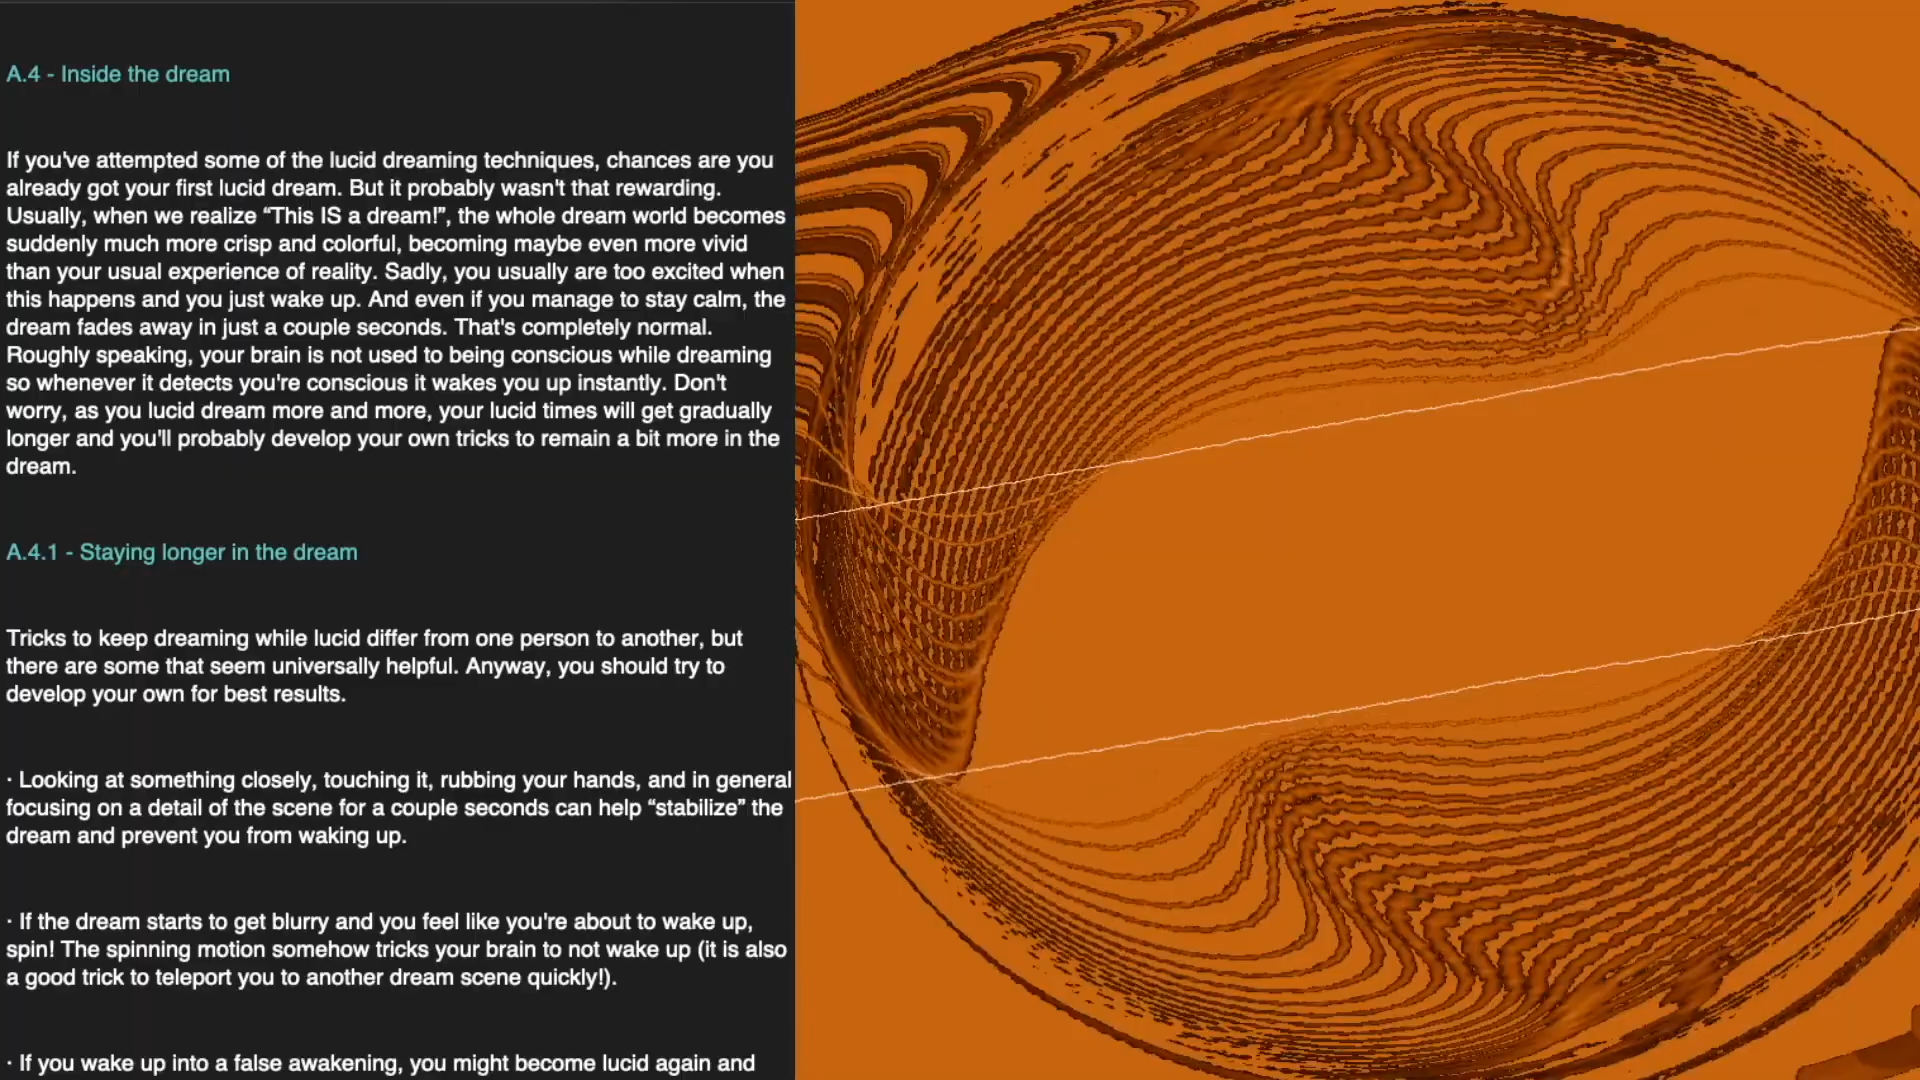 A.4 - Inside the dream
If you've attempted some of the lucid dreaming techniques, chances are you
already got your first lucid dream. But it probably wasn't that rewarding.
Usually, when we realize “This IS a dream!”, the whole dream world becomes
suddenly much more crisp and colorful, becoming maybe even more vivid
than your usual experience of reality. Sadly, you usually are too excited when
this happens and you just wake up. And even if you manage to stay calm, the
dream fades away in just a couple seconds. That's completely normal.
Roughly speaking, your brain is not used to being conscious while dreaming
so whenever it detects you're conscious it wakes you up instantly. Don't
worry, as you lucid dream more and more, your lucid times will get gradually
longer and you'll probably develop your own tricks to remain a bit more in the
dream.
A.4.1 - Staying longer in the dream
Tricks to keep dreaming while lucid differ from one person to another, but
there are some that seem universally helpful. Anyway, you should try to
develop your own for best results.
· Looking at something closely, touching it, rubbing your hands, and in general
focusing on a detail of the scene for a couple seconds can help “stabilize” the
dream and prevent you from waking up.
· If the dream starts to get blurry and you feel like you're about to wake up,
spin! The spinning motion somehow tricks your brain to not wake up (it is also
a good trick to teleport you to another dream scene quickly!).
· If you wake up into a false awakening, you might become lucid again and